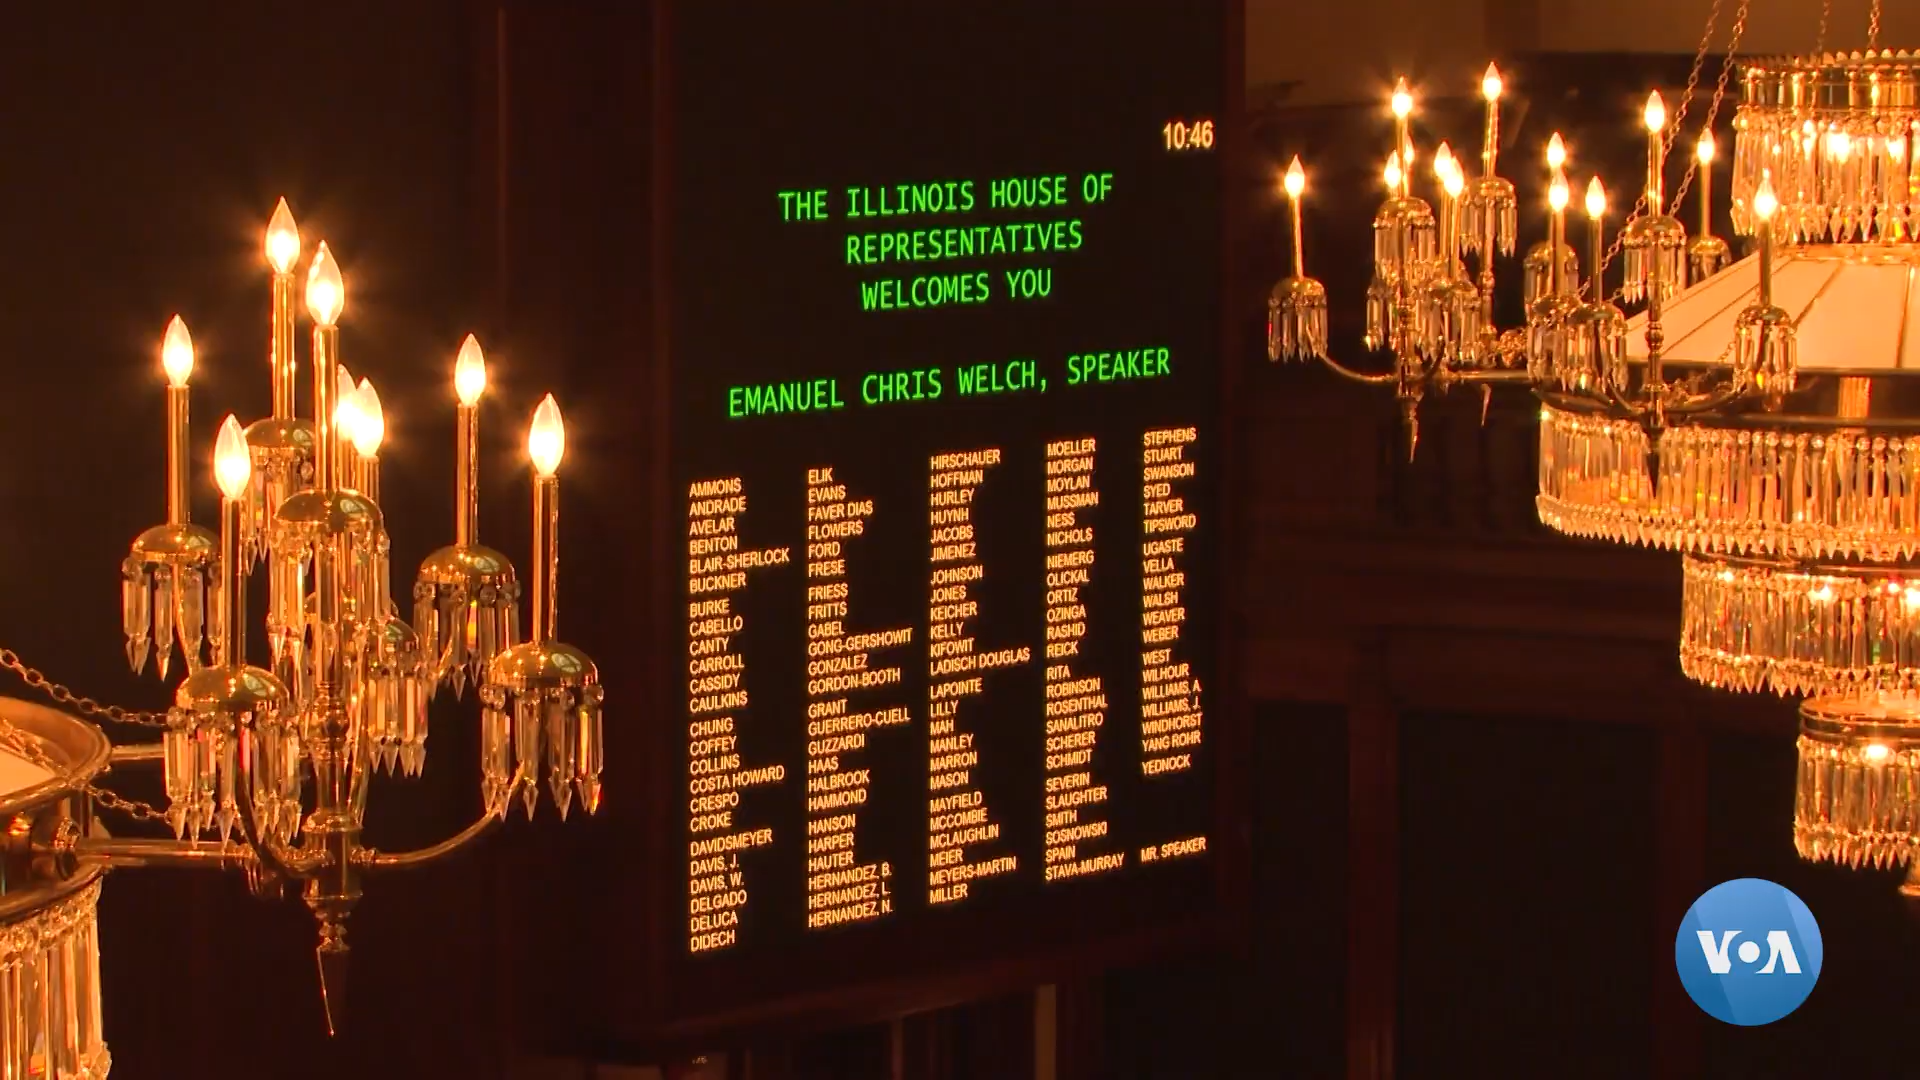 10:46
THE ILLINOIS HOUSE OF
REPRESENTATIVES
WELCOMES YOU
EMANUEL CHRIS WELCH, SPEAKER
AMMONS
ANDRADE
AVELAR
BENTON
BLAIR-SHERLOCK
BUCKNER
BURKE
CABELLO
CANTY
CARROLL
CASSIDY
CAULKINS
CHUNG
COFFEY
COLLINS
COSTA HOWARD
CRESPO
CROKE
DAVIDSMEYER
DAVIS, J.
DAVIS, W.
DELGADO
DELUCA
DIDECH
ELIK
EVANS
FAVER DIAS
FLOWERS
FORD
FRESE
FRIESS
FRITTS
GABEL
GONG-GERSHOWIT
GONZALEZ
GORDON-BOOTH
GRANT
GUERRERO-CUELL
GUZZARDI
HAAS
HALBROOK
HAMMOND
HANSON
HARPER
HAUTER
HERNANDEZ, B.
HERNANDEZ, L.
HERNANDEZ, N.
HIRSCHAUER
HOFFMAN
HURLEY
HUYNH
JACOBS
JIMENEZ
JOHNSON
JONES
KEICHER
KELLY
KIFOWIT
LADISCH DOUGLAS
LAPOINTE
LILLY
MAH
MANLEY
MARRON
MASON
MAYFIELD
MCCOMBIE
MCLAUGHLIN
MEIER
MEYERS-MARTIN
MILLER
MOELLER
MORGAN
MOYLAN
MUSSMAN
NESS
NICHOLS
NIEMERG
OLICKAL
ORTIZ
OZINGA
RASHID
REICK
RITA
ROBINSON
ROSENTHAL
SANALITRO
SCHERER
SCHMIDT
SEVERIN
SLAUGHTER
SMITH
SOSNOWSKI
SPAIN
STAVA-MURRAY
STEPHENS
STUART
SWANSON
SYED
TARVER
TIPSWORD
UGASTE
VELLA
WALKER
WALSH
WEAVER
WEBER
WEST
WILHOUR
WILLIAMS, A.
WILLIAMS, J.
WINDHORST
YANG ROHR
YEDNOCK
MR. SPEAKER
VOA